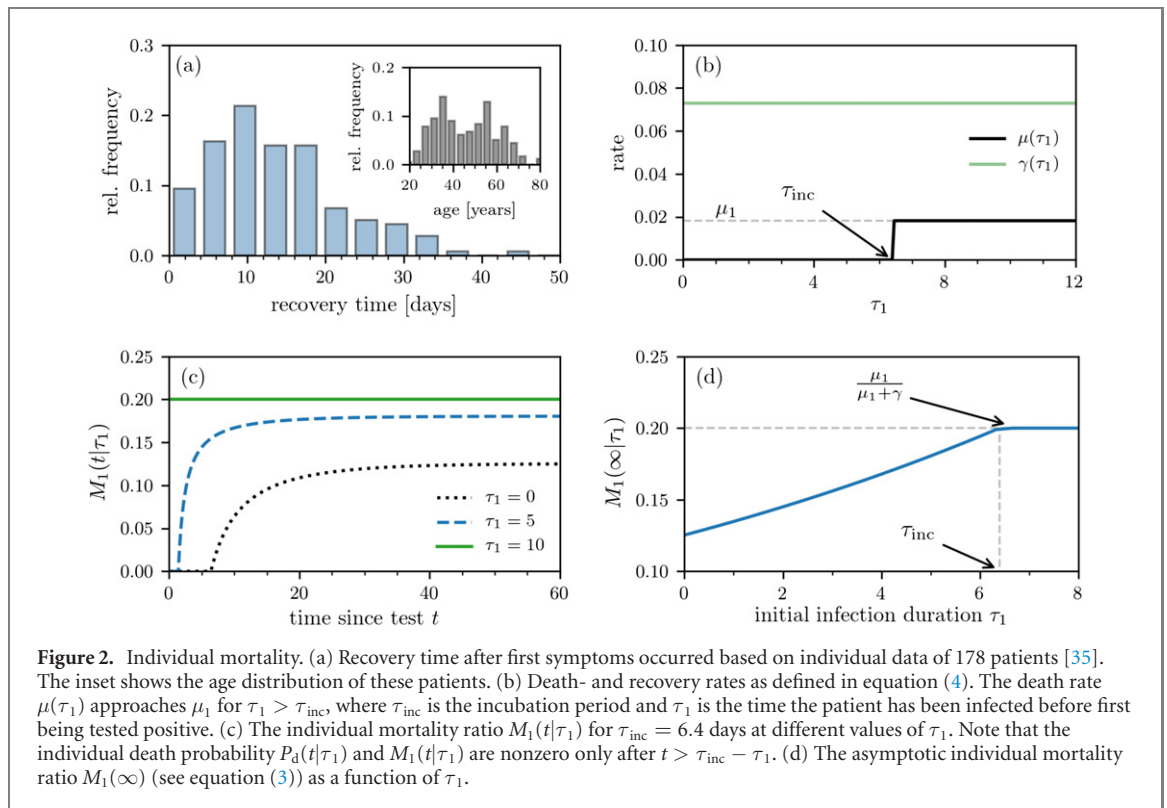 (a)
rel. frequency
0.3
0.2
0.1
0.0
0 10 20 30 40 50
recovery time [days]
rel. frequency
0.2
0.1
0.0
20 40 60 80
age [years]
(b)
rate
0.10
0.08
0.06
0.04
0.02
0.00
μ(τ₁)
γ(τ₁)
τ_inc
μ₁
0 4 8 12
τ₁
(c)
M₁(t|τ₁)
0.25
0.20
0.15
0.10
0.05
0.00
τ₁ = 0
τ₁ = 5
τ₁ = 10
0 20 40 60
time since test t
(d)
M₁(∞|τ₁)
0.25
0.20
0.15
0.10
μ₁/(μ₁+γ)
τ_inc
0 2 4 6 8
initial infection duration τ₁
Figure 2. Individual mortality. (a) Recovery time after first symptoms occurred based on individual data of 178 patients [35].
The inset shows the age distribution of these patients. (b) Death- and recovery rates as defined in equation (4). The death rate
μ(τ₁) approaches μ₁ for τ₁ > τ_inc, where τ_inc is the incubation period and τ₁ is the time the patient has been infected before first
being tested positive. (c) The individual mortality ratio M₁(t|τ₁) for τ_inc = 6.4 days at different values of τ₁. Note that the
individual death probability P_d(t|τ₁) and M₁(t|τ₁) are nonzero only after t > τ_inc − τ₁. (d) The asymptotic individual mortality
ratio M₁(∞) (see equation (3)) as a function of τ₁.